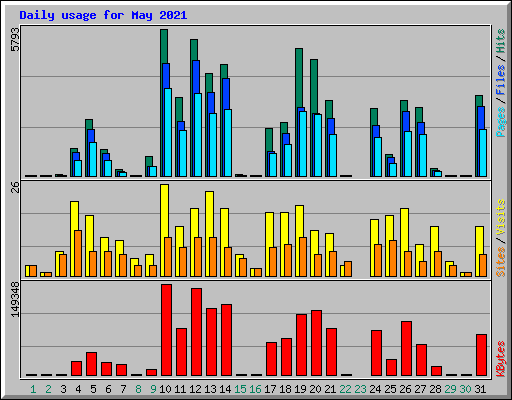 Daily usage for May 2021
5793
Pages / Files / Hits
26
Sites / Visits
149348
KBytes
1 2 3 4 5 6 7 8 9 10 11 12 13 14 15 16 17 18 19 20 21 22 23 24 25 26 27 28 29 30 31